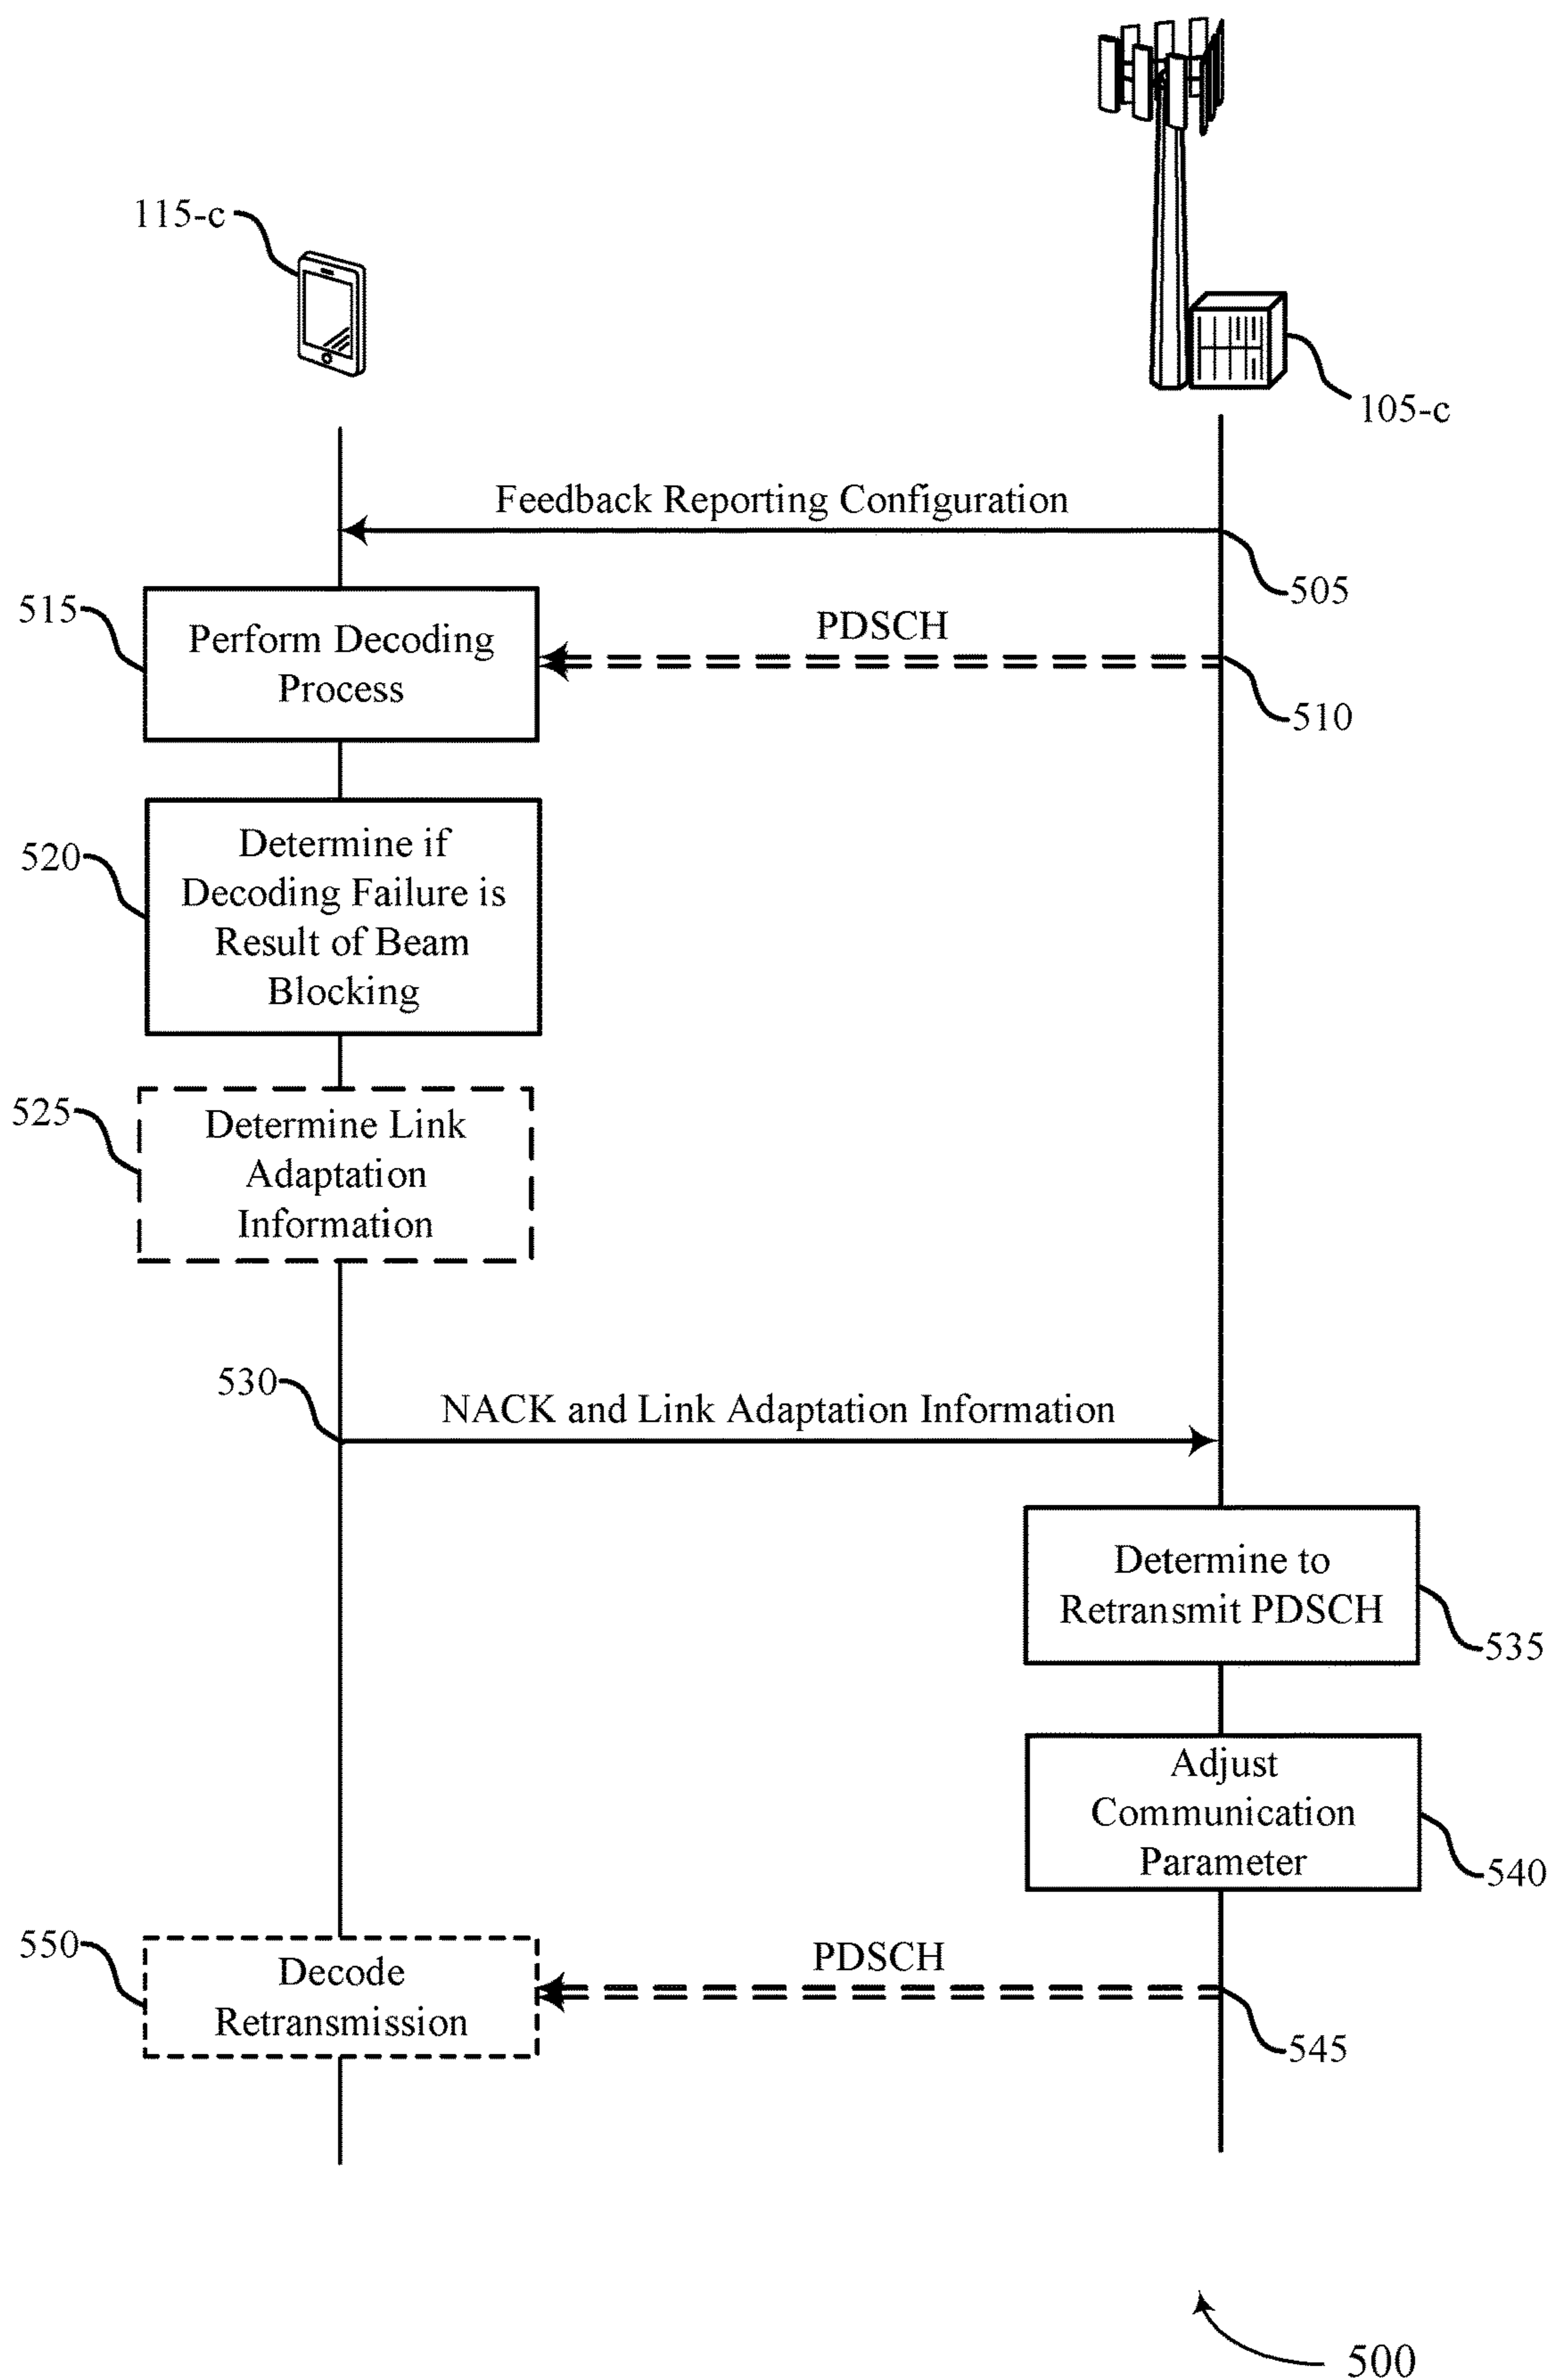 115-c
105-c
Feedback Reporting Configuration
505
515
Perform Decoding
Process
PDSCH
510
520
Determine if
Decoding Failure is
Result of Beam
Blocking
525
Determine Link
Adaptation
Information
530
NACK and Link Adaptation Information
Determine to
Retransmit PDSCH
535
Adjust
Communication
Parameter
540
550
Decode
Retransmission
PDSCH
545
500